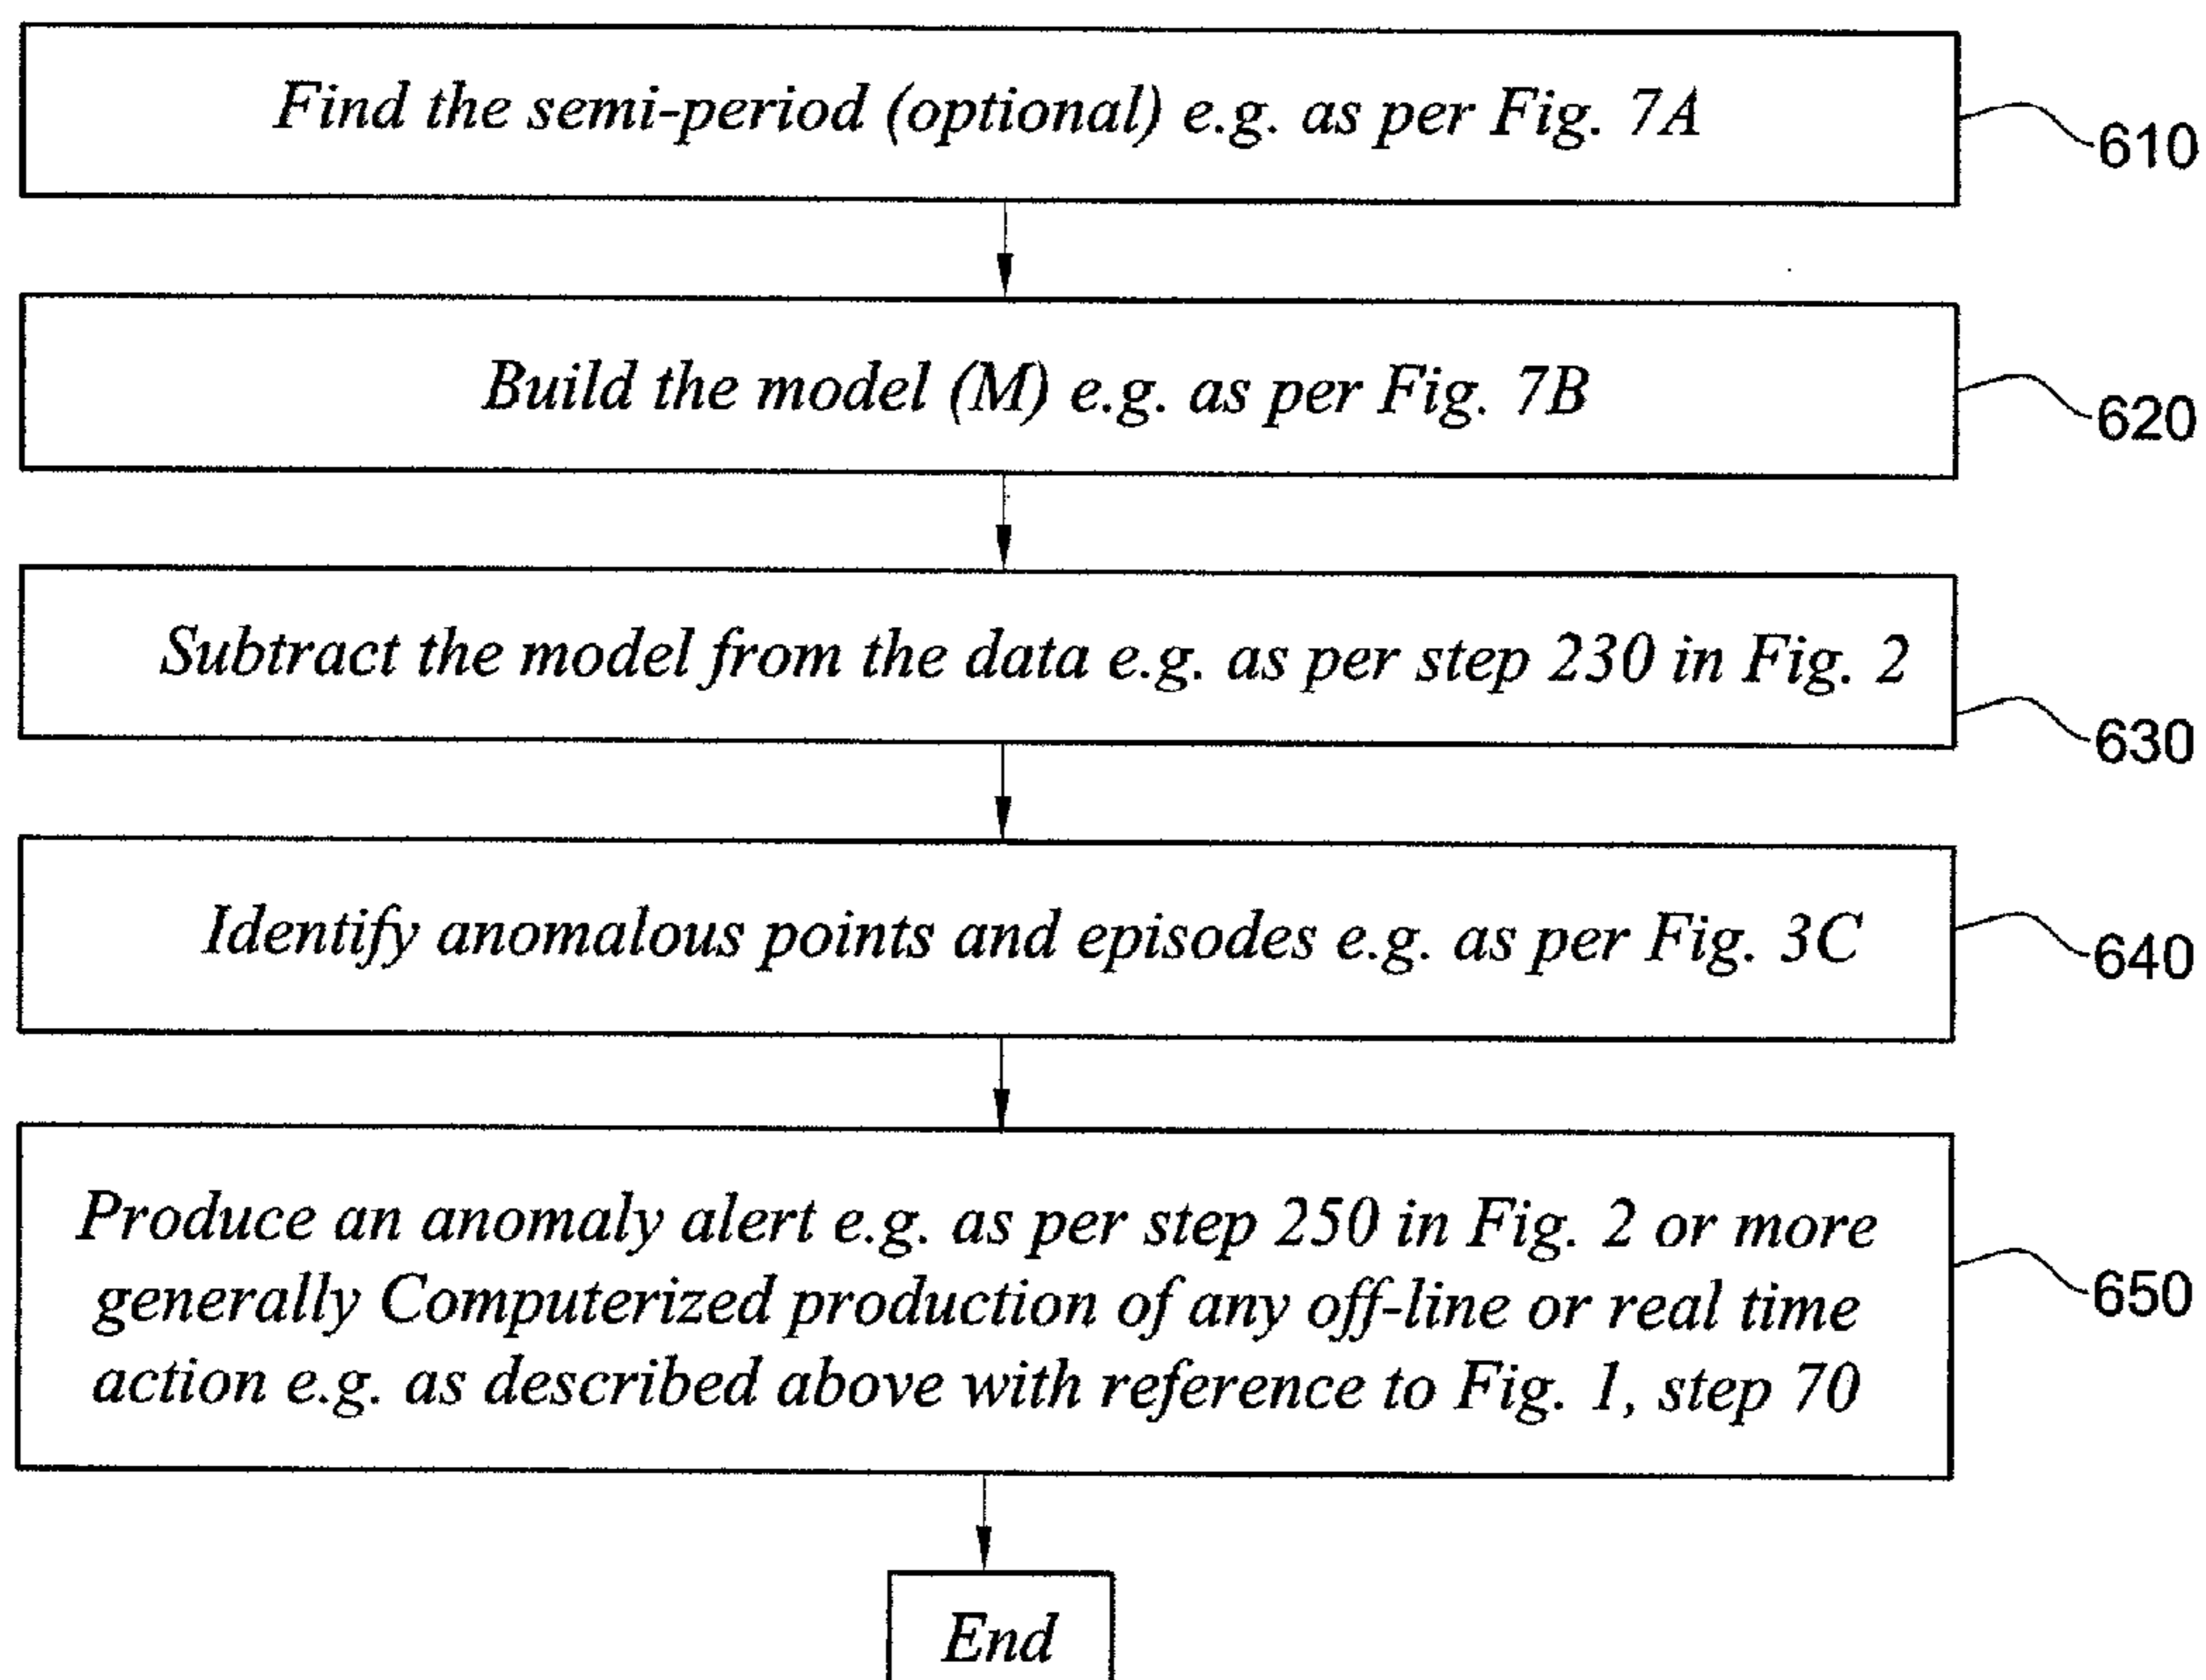 Find the semi-period (optional) e.g. as per Fig. 7A
610
Build the model (M) e.g. as per Fig. 7B
620
Subtract the model from the data e.g. as per step 230 in Fig. 2
630
Identify anomalous points and episodes e.g. as per Fig. 3C
640
Produce an anomaly alert e.g. as per step 250 in Fig. 2 or more
generally Computerized production of any off-line or real time
action e.g. as described above with reference to Fig. 1, step 70
650
End